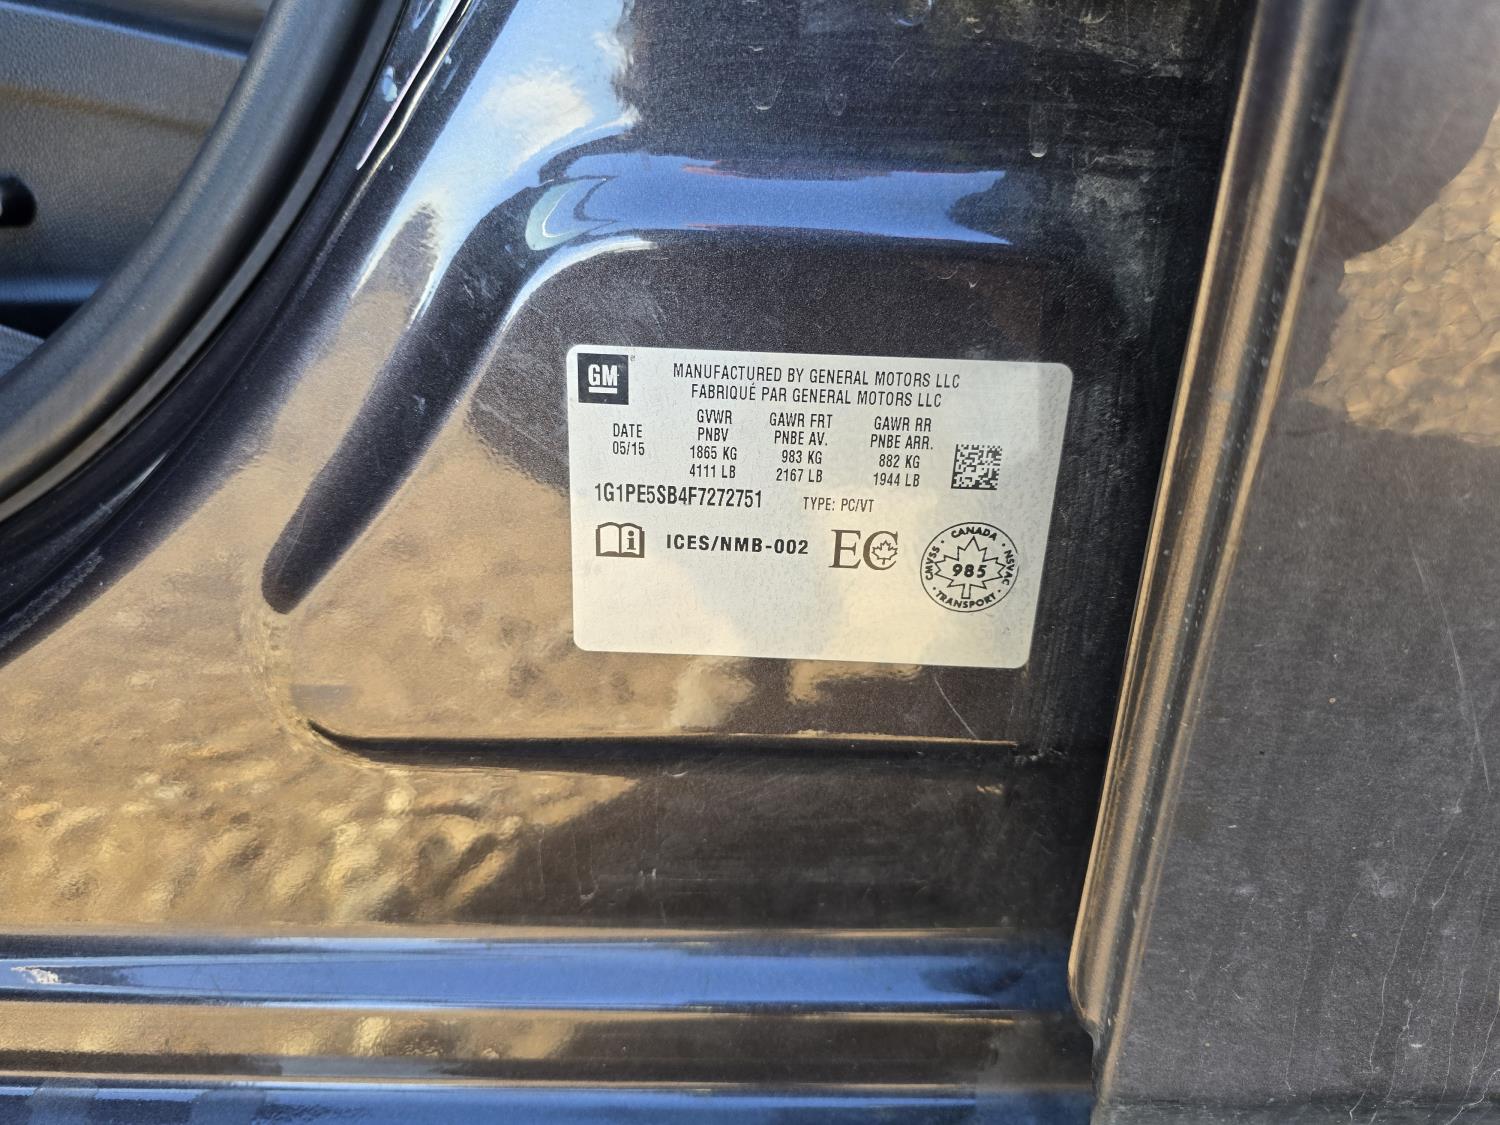 GM
MANUFACTURED BY GENERAL MOTORS LLC
FABRIQUÉ PAR GENERAL MOTORS LLC
DATE
05/15
GVWR
PNBV
1865 KG
4111 LB
GAWR FRT
PNBE AV.
983 KG
2167 LB
GAWR RR
PNBE ARR.
882 KG
1944 LB
1G1PE5SB4F7272751
TYPE: PC/VT
i
ICES/NMB-002
EC
CANADA · NSVAC · TRANSPORT · CMVSS ·
985